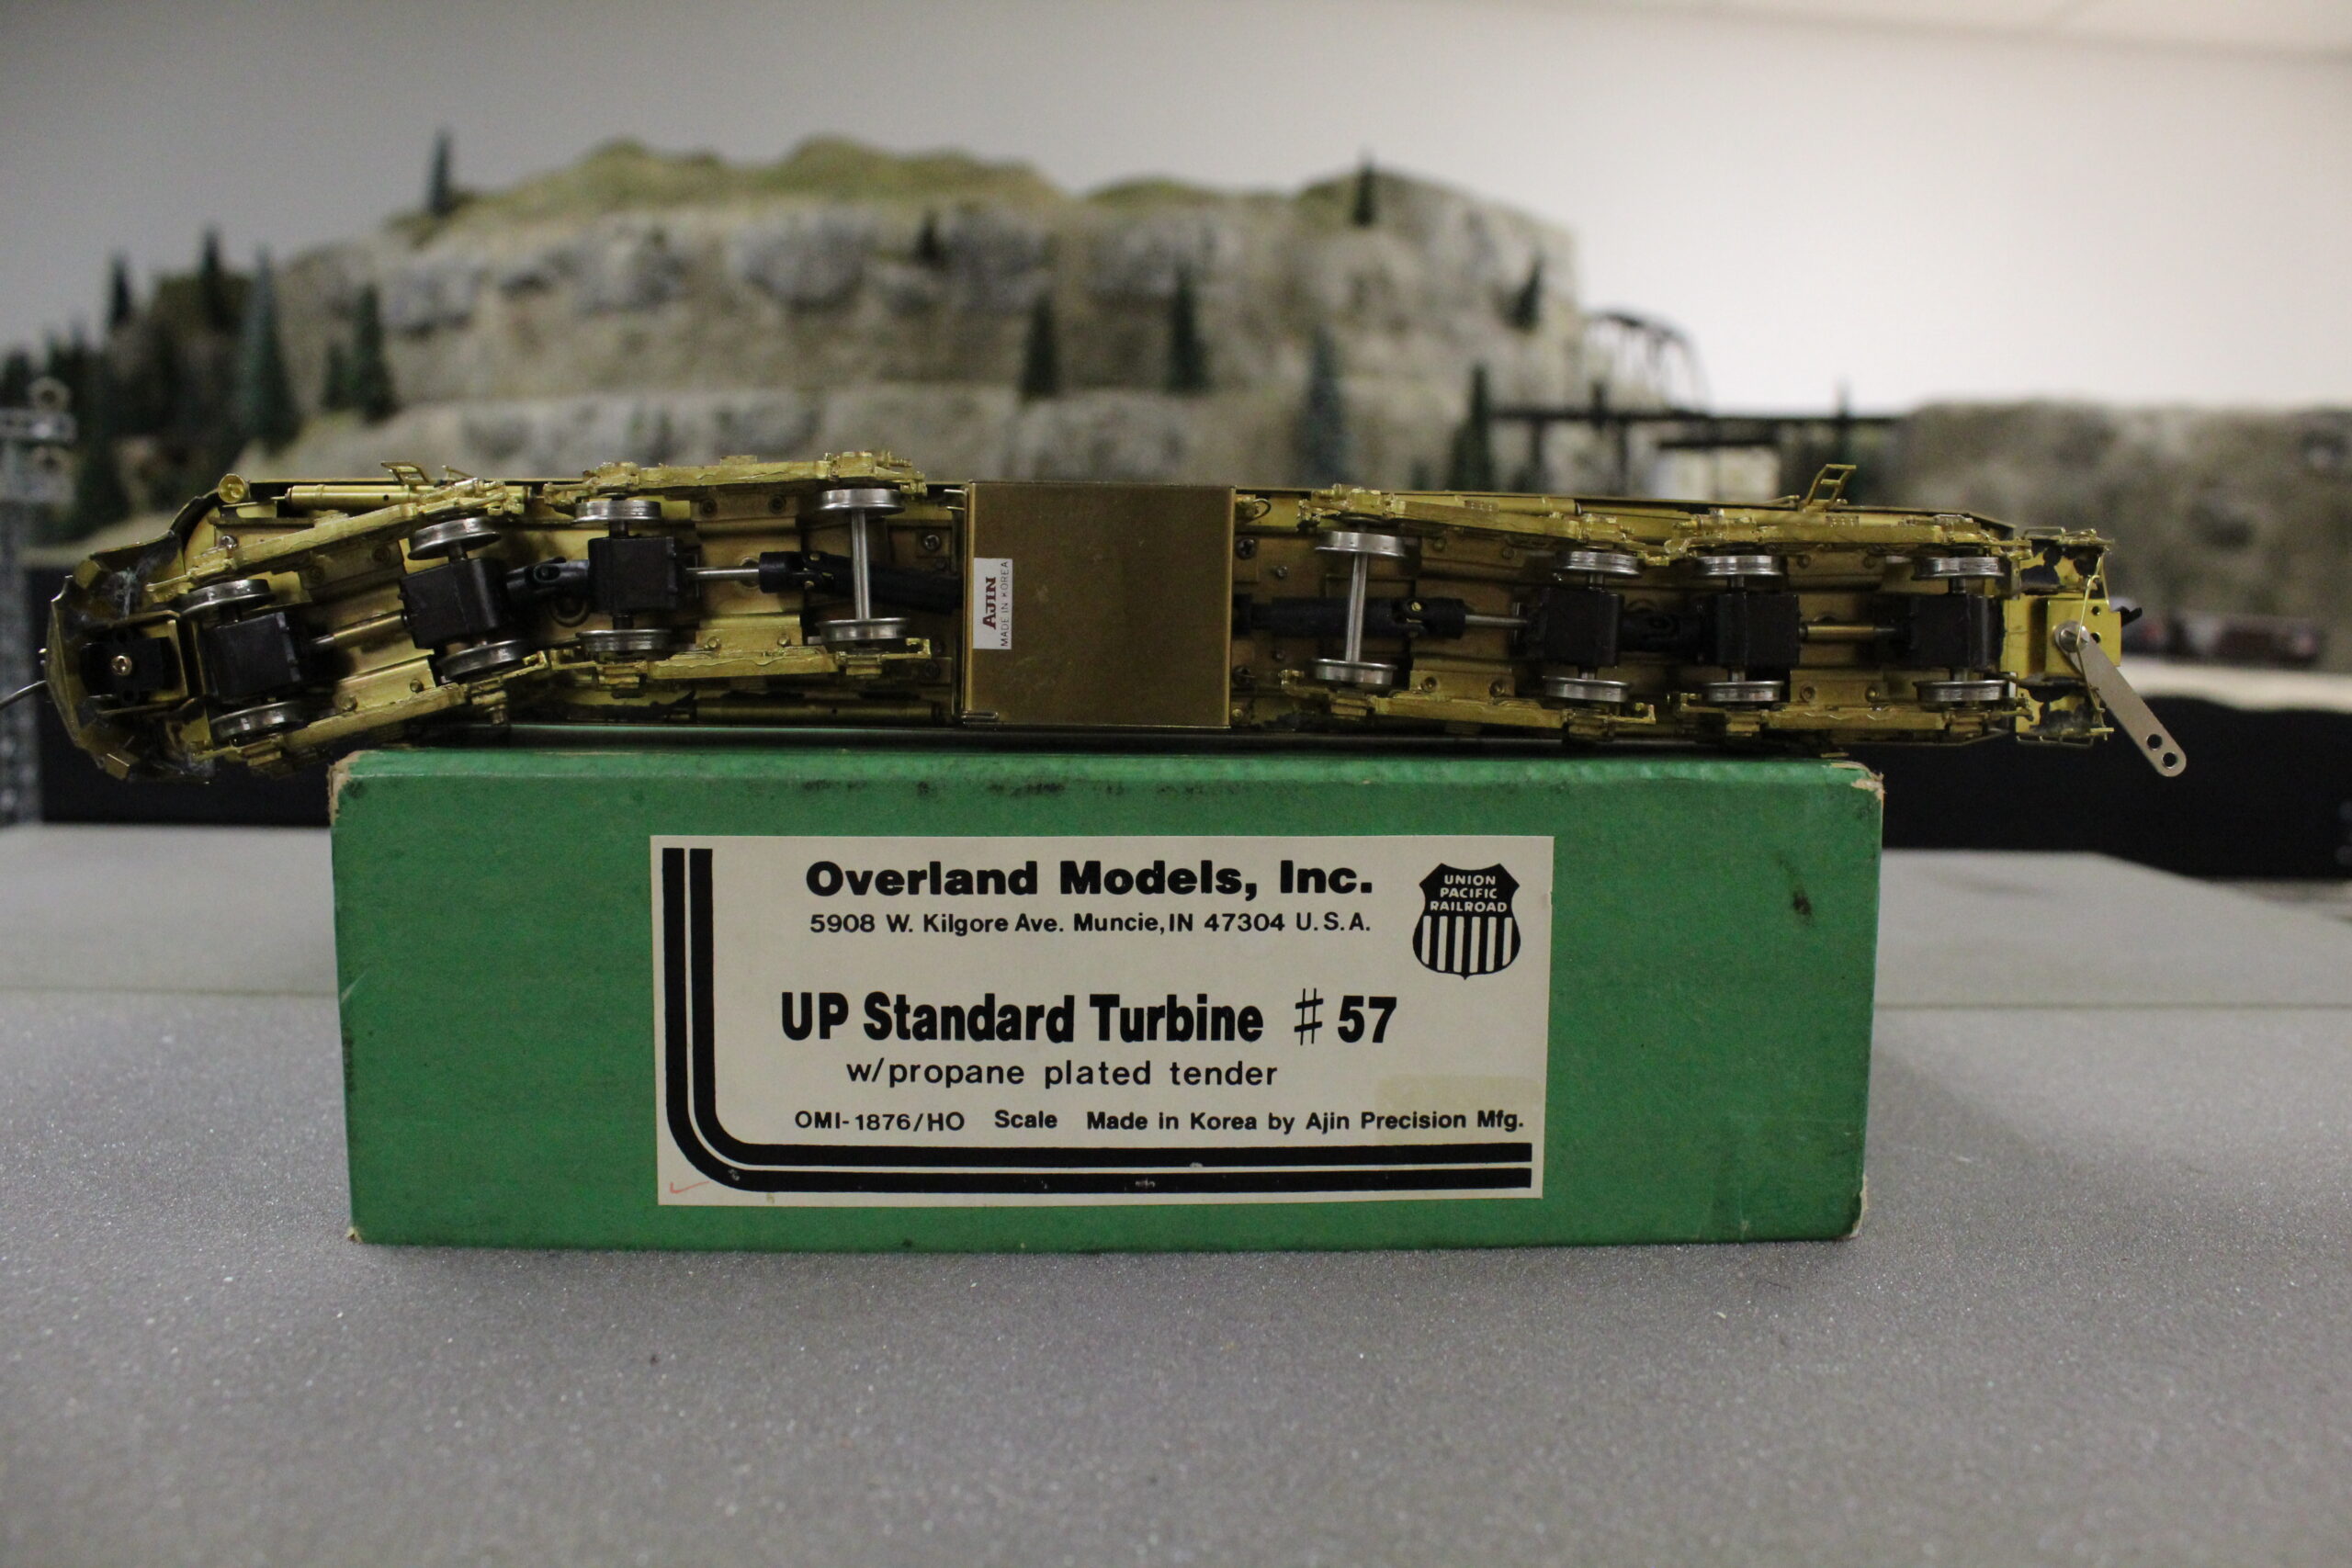 AJIN
MADE IN KOREA
Overland Models, Inc.
5908 W. Kilgore Ave. Muncie, IN 47304 U.S.A.
UNION
PACIFIC
RAILROAD
UP Standard Turbine #57
w/propane plated tender
OMI-1876/HO Scale Made in Korea by Ajin Precision Mfg.